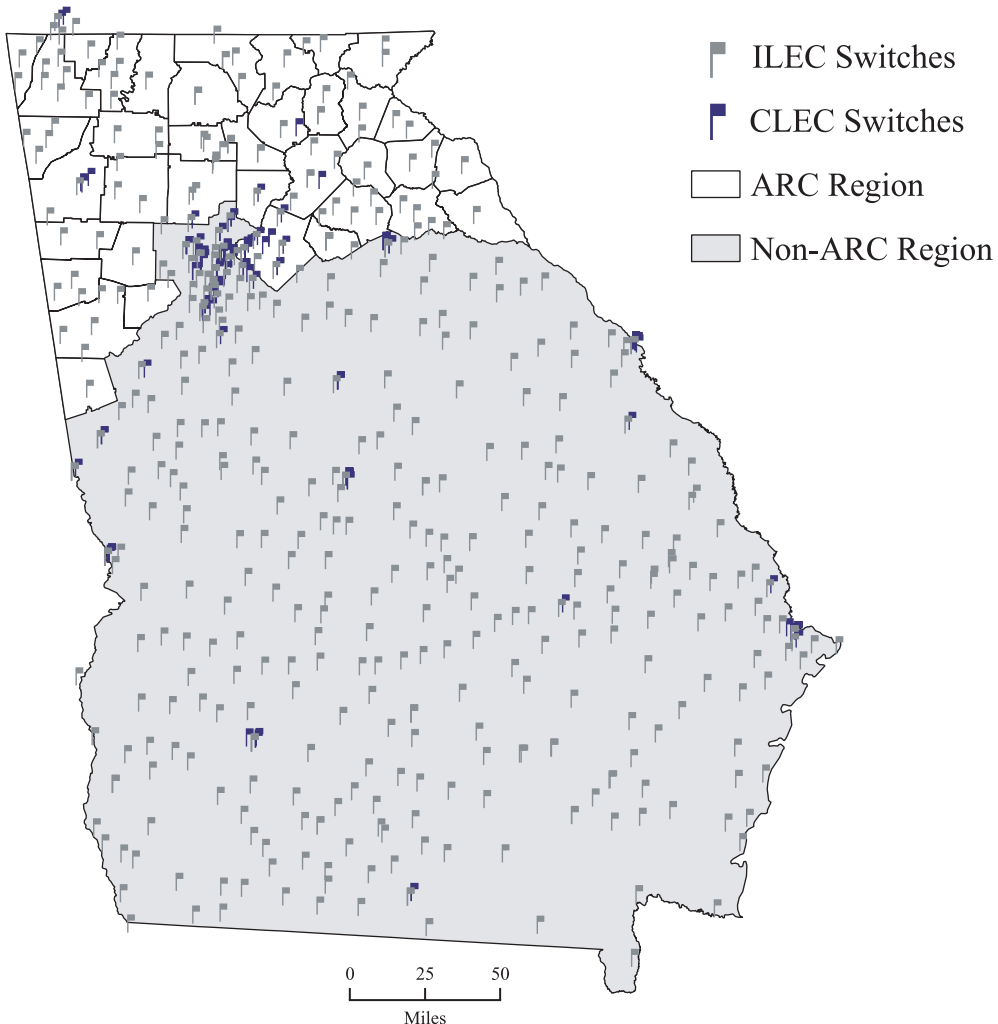 ILEC Switches
CLEC Switches
ARC Region
Non-ARC Region
0 25 50
Miles